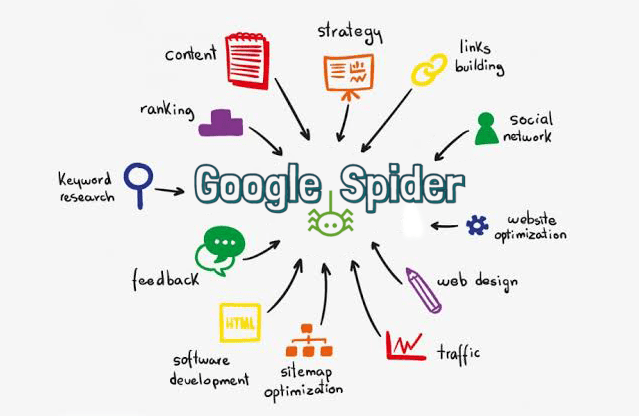 strategy
content
links
building
ranking
social
network
Keyword
research
Google Spider
website
optimization
feedback
web design
HTML
software
development
sitemap
optimization
traffic